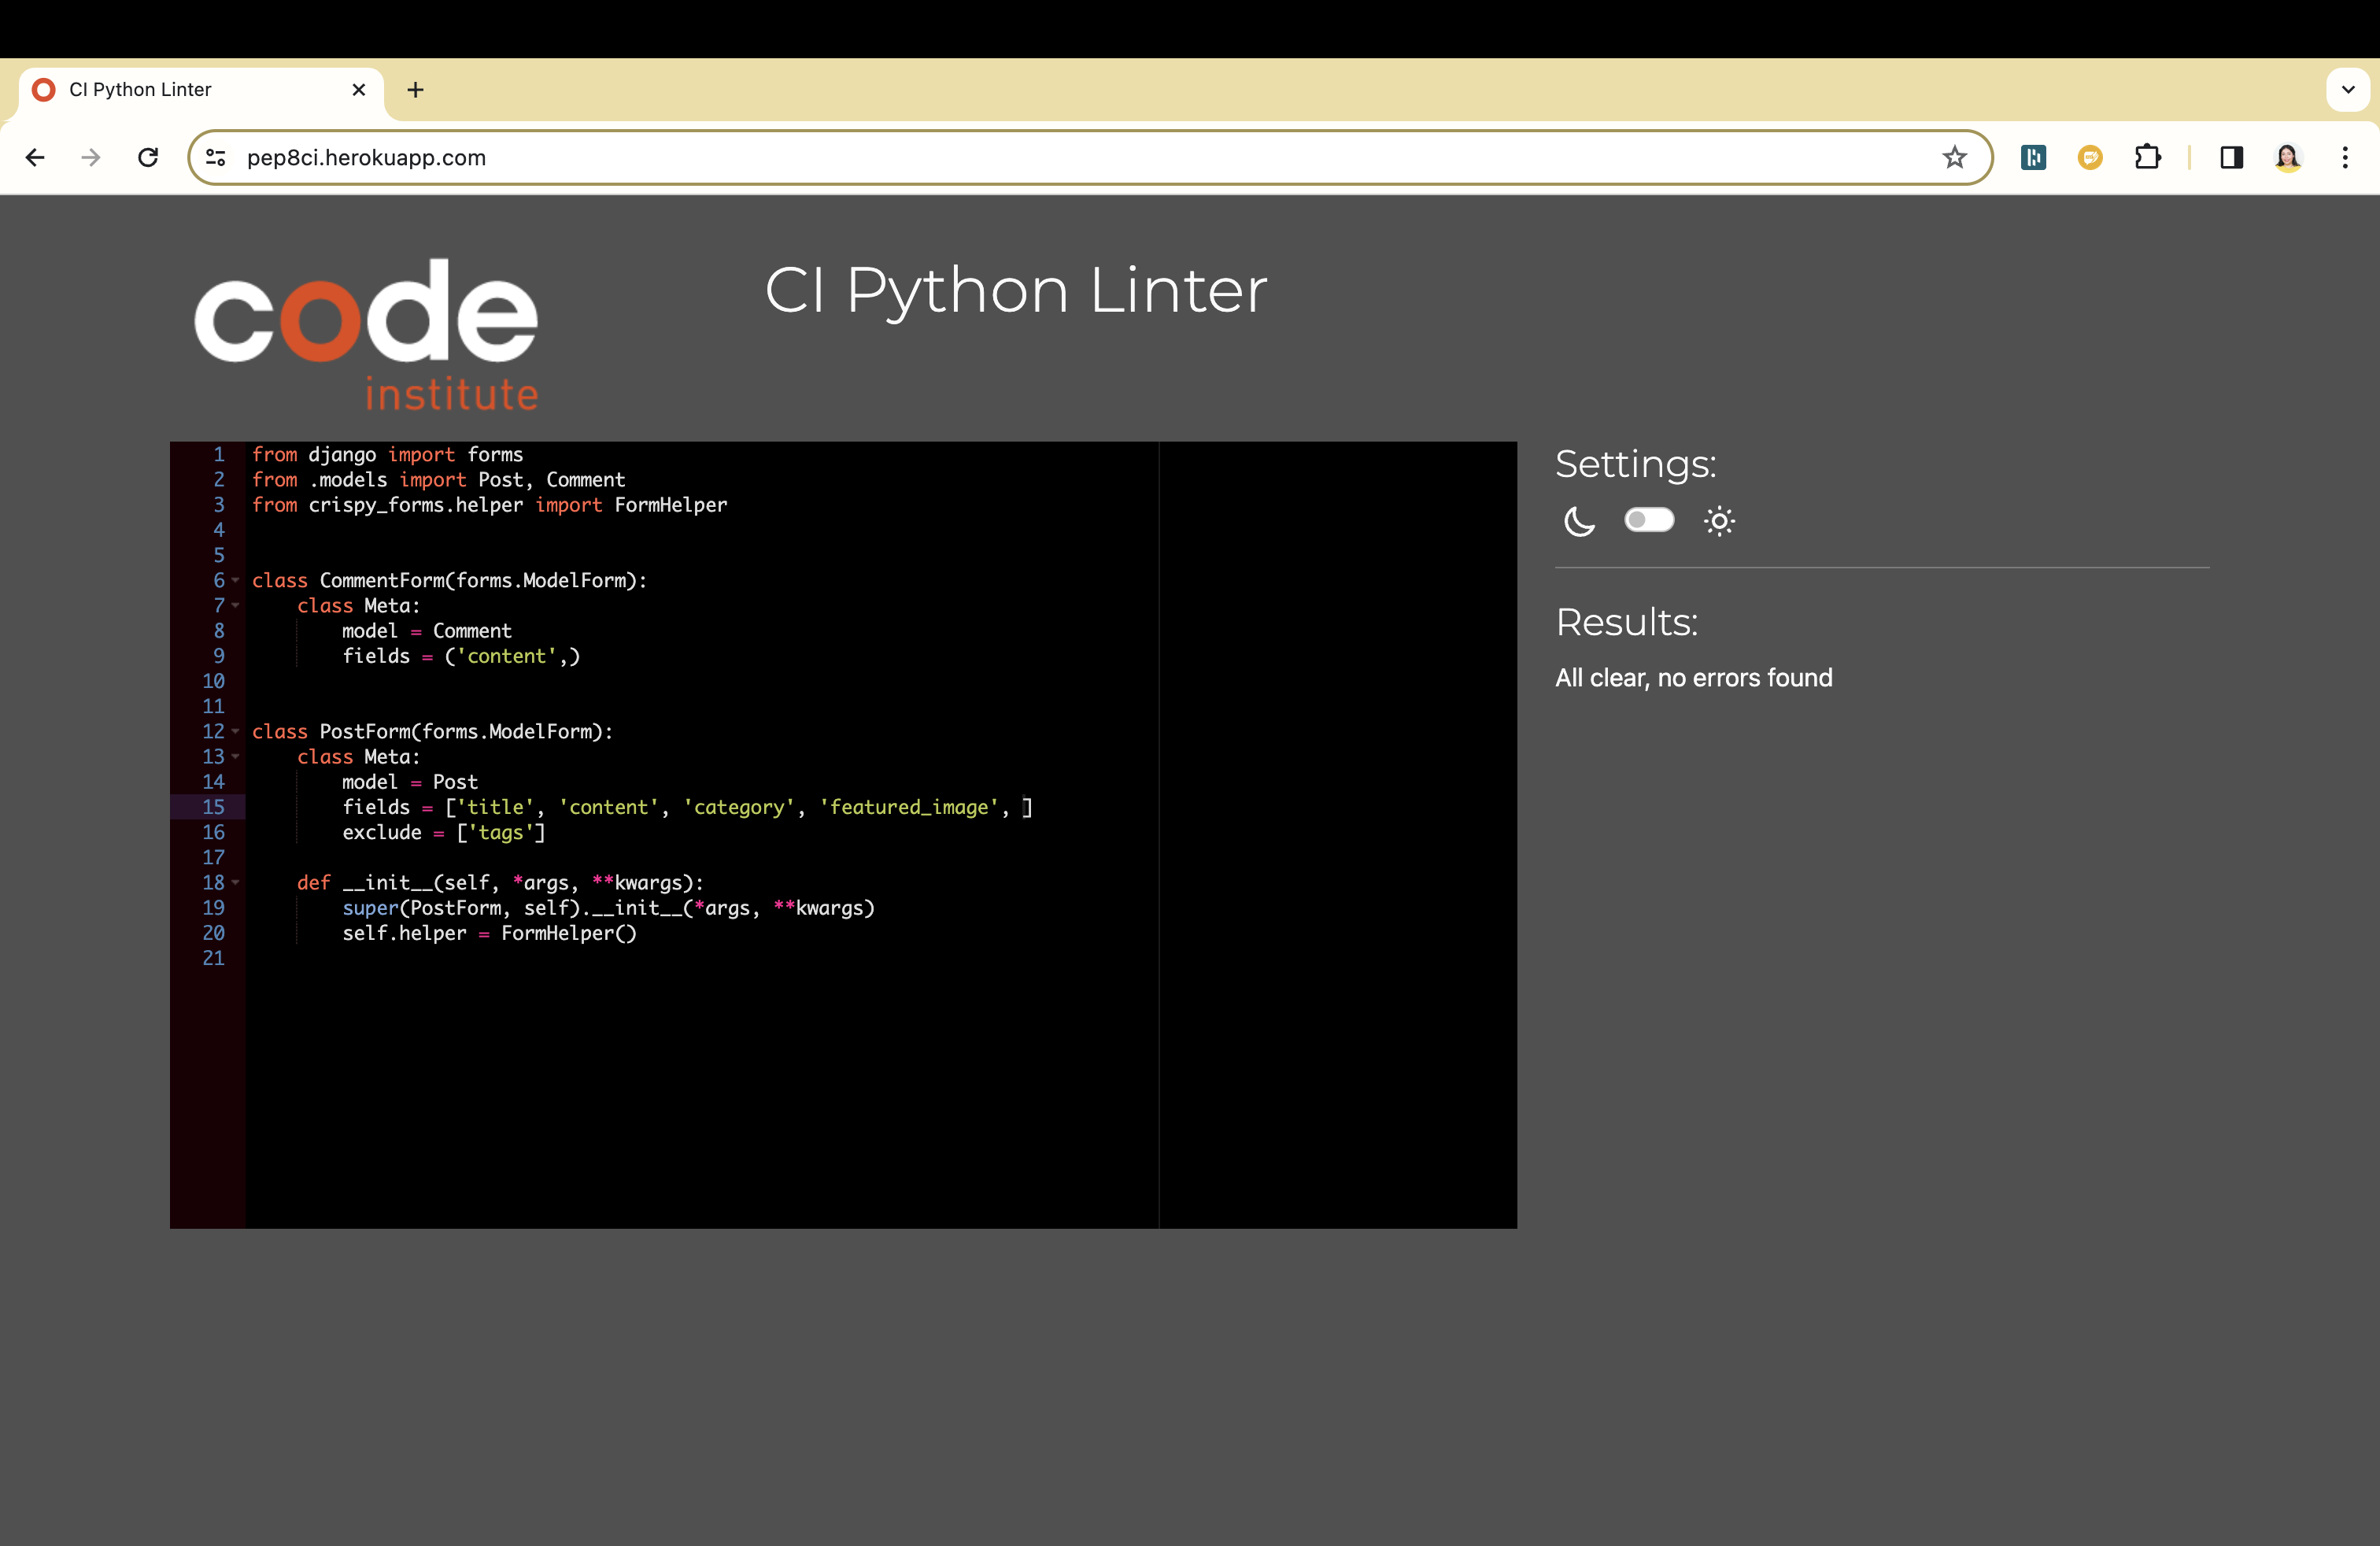 CI Python Linter
pep8ci.herokuapp.com
code
institute
CI Python Linter
1 from django import forms
2 from .models import Post, Comment
3 from crispy_forms.helper import FormHelper
4
5
6 class CommentForm(forms.ModelForm):
7     class Meta:
8         model = Comment
9         fields = ('content',)
10
11
12 class PostForm(forms.ModelForm):
13     class Meta:
14         model = Post
15         fields = ['title', 'content', 'category', 'featured_image', ]
16         exclude = ['tags']
17
18     def __init__(self, *args, **kwargs):
19         super(PostForm, self).__init__(*args, **kwargs)
20         self.helper = FormHelper()
21
Settings:
Results:
All clear, no errors found